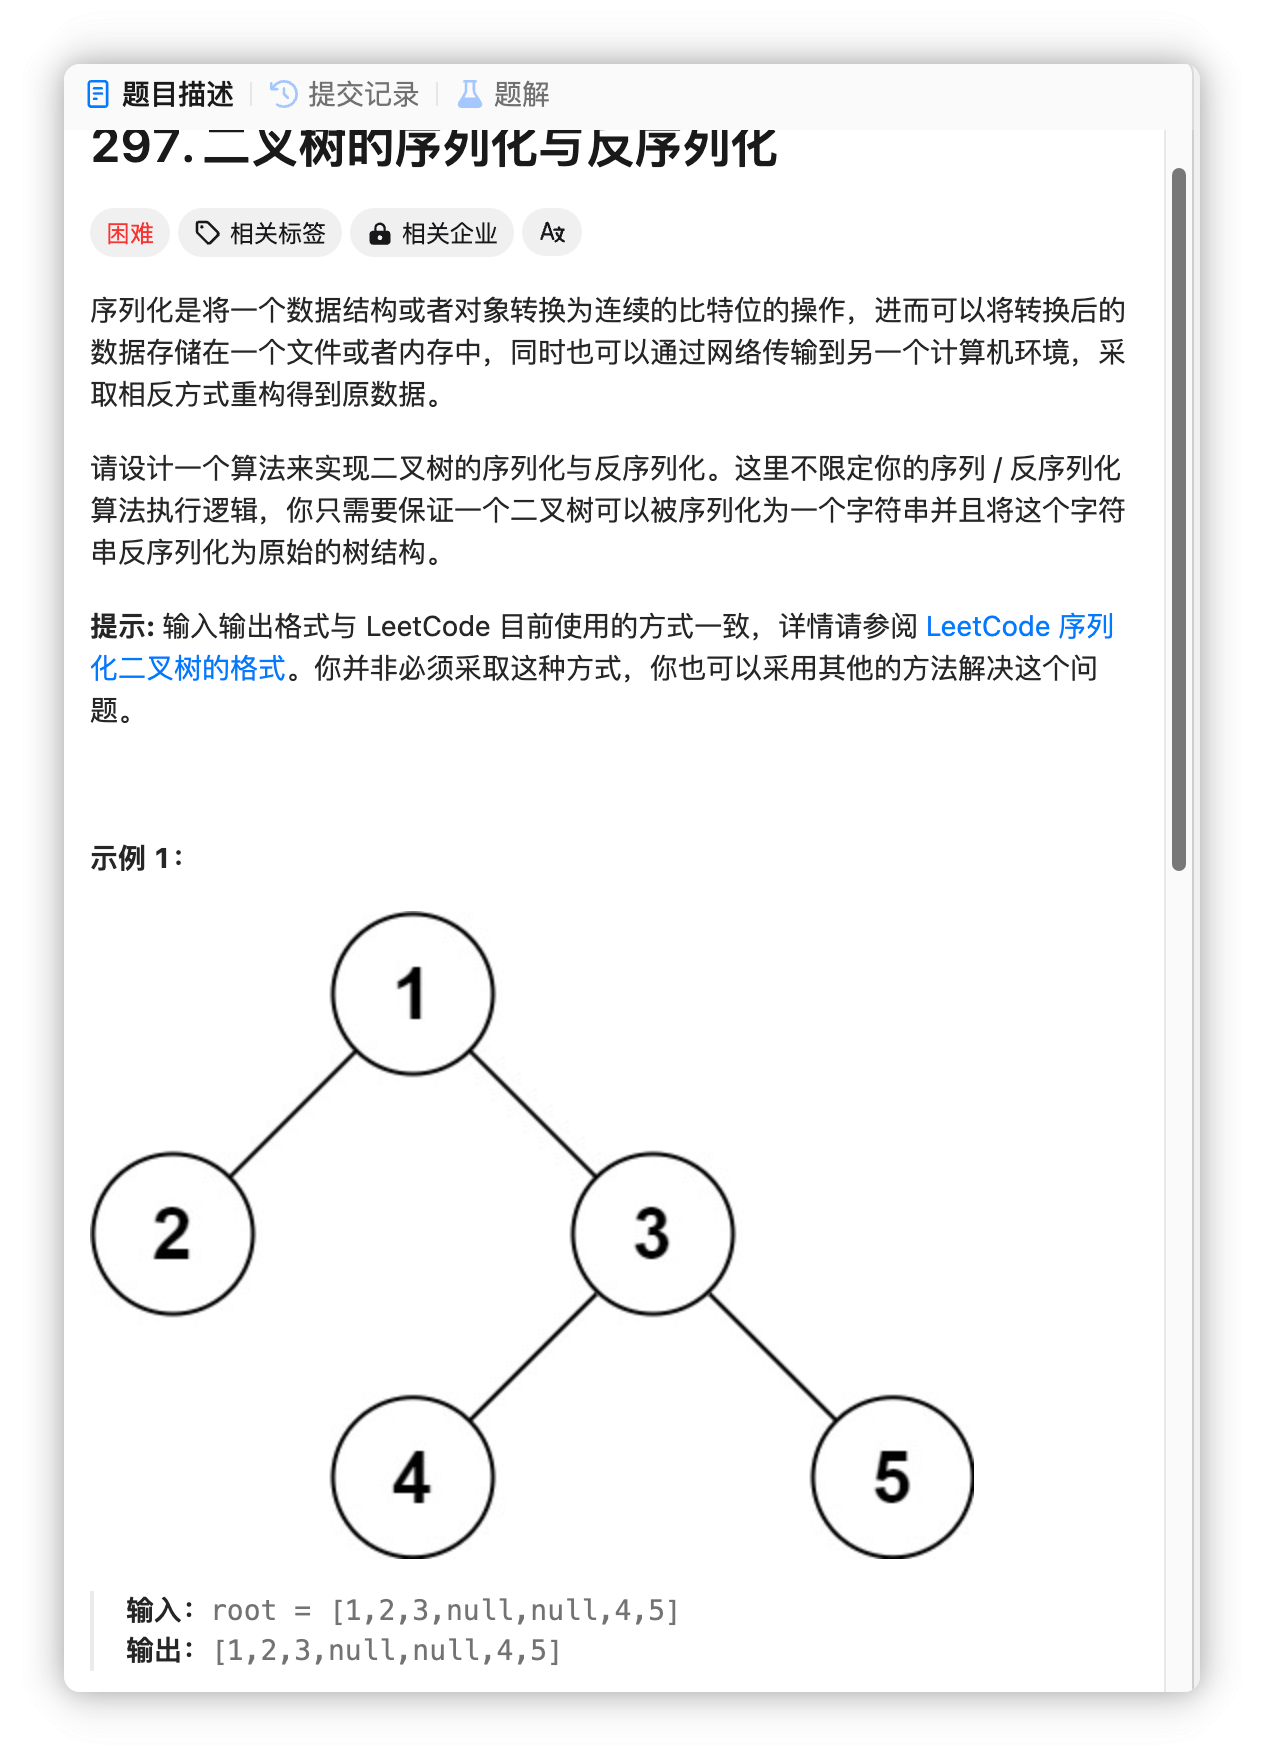 题目描述 提交记录 题解
297. 二叉树的序列化与反序列化
困难 相关标签 相关企业 A文
序列化是将一个数据结构或者对象转换为连续的比特位的操作，进而可以将转换后的
数据存储在一个文件或者内存中，同时也可以通过网络传输到另一个计算机环境，采
取相反方式重构得到原数据。
请设计一个算法来实现二叉树的序列化与反序列化。这里不限定你的序列 / 反序列化
算法执行逻辑，你只需要保证一个二叉树可以被序列化为一个字符串并且将这个字符
串反序列化为原始的树结构。
提示: 输入输出格式与 LeetCode 目前使用的方式一致，详情请参阅 LeetCode 序列
化二叉树的格式。你并非必须采取这种方式，你也可以采用其他的方法解决这个问
题。
示例 1：
1
2 3
4 5
输入：root = [1,2,3,null,null,4,5]
输出：[1,2,3,null,null,4,5]